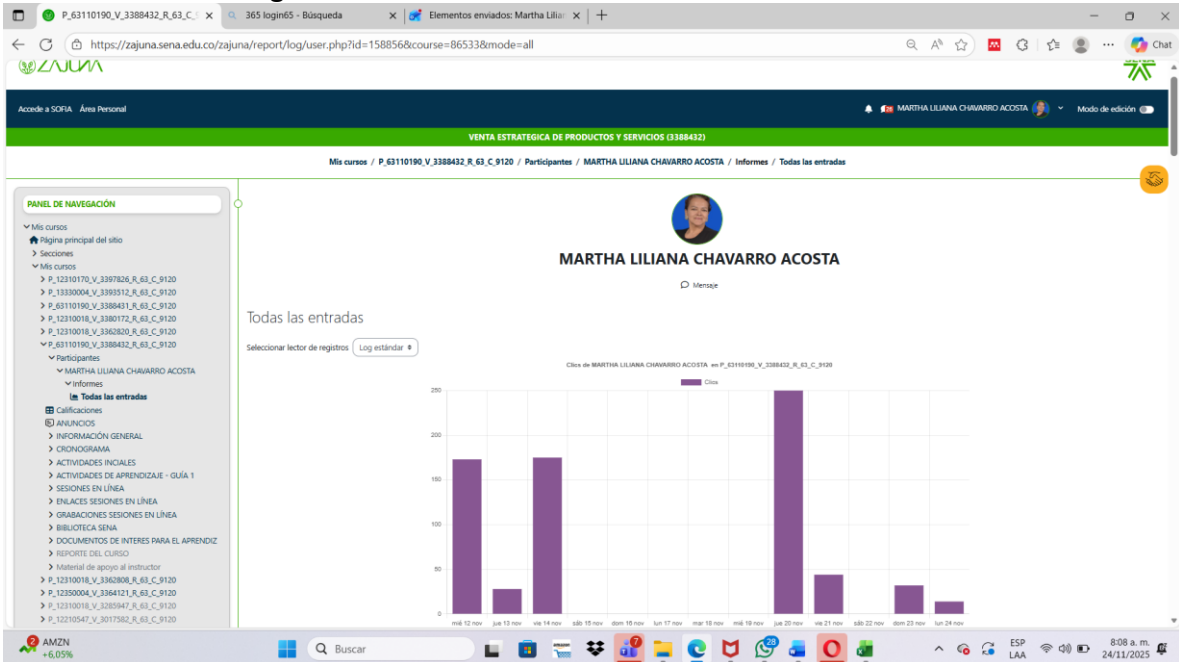 P_63110190_V_3388432_R_63_C_9
365 login65 - Búsqueda
Elementos enviados: Martha Lilia
https://zajuna.sena.edu.co/zajuna/report/log/user.php?id=158856&course=86533&mode=all
Chat
ZAJUNA
Accede a SOFIA Área Personal
MARTHA LILIANA CHAVARRO ACOSTA
Modo de edición
VENTA ESTRATEGICA DE PRODUCTOS Y SERVICIOS (3388432)
Mis cursos / P_63110190_V_3388432_R_63_C_9120 / Participantes / MARTHA LILIANA CHAVARRO ACOSTA / Informes / Todas las entradas
PANEL DE NAVEGACIÓN
Mis cursos
Página principal del sitio
Secciones
Mis cursos
P_12310170_V_3397826_R_63_C_9120
P_13330004_V_3393512_R_63_C_9120
P_63110190_V_3388431_R_63_C_9120
P_12310018_V_3380172_R_63_C_9120
P_12310018_V_3362820_R_63_C_9120
P_63110190_V_3388432_R_63_C_9120
Participantes
MARTHA LILIANA CHAVARRO ACOSTA
Informes
Todas las entradas
Calificaciones
ANUNCIOS
INFORMACIÓN GENERAL
CRONOGRAMA
ACTIVIDADES INCIALES
ACTIVIDADES DE APRENDIZAJE - GUÍA 1
SESIONES EN LÍNEA
ENLACES SESIONES EN LÍNEA
GRABACIONES SESIONES EN LÍNEA
BIBLIOTECA SENA
DOCUMENTOS DE INTERES PARA EL APRENDIZ
REPORTE DEL CURSO
Material de apoyo al instructor
P_12310018_V_3362808_R_63_C_9120
P_12350004_V_3364121_R_63_C_9120
P_12310018_V_3285947_R_63_C_9120
P_12210547_V_3017582_R_63_C_9120
MARTHA LILIANA CHAVARRO ACOSTA
Mensaje
Todas las entradas
Seleccionar lector de registros Log estándar
Clics de MARTHA LILIANA CHAVARRO ACOSTA en P_63110190_V_3388432_R_63_C_9120
Clics
250
200
150
100
50
0
mié 12 nov jue 13 nov vie 14 nov sáb 15 nov dom 16 nov lun 17 nov mar 18 nov mié 19 nov jue 20 nov vie 21 nov sáb 22 nov dom 23 nov lun 24 nov
2
AMZN
+6,05%
Buscar
ESP
LAA
8:08 a. m.
24/11/2025